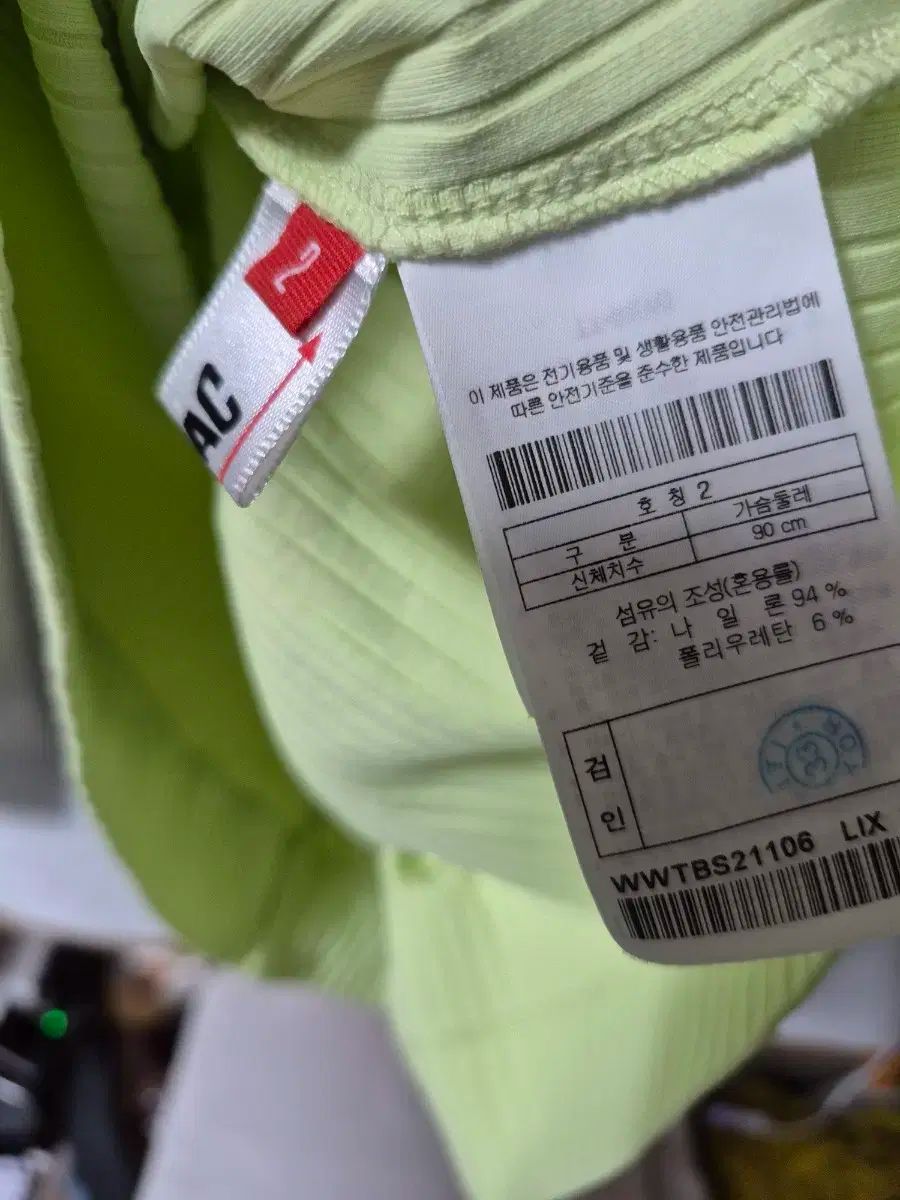 2
AC
이 제품은 전기용품 및 생활용품 안전관리법에
따른 안전기준을 준수한 제품입니다
호 칭 2
구 분 가슴둘레
신체치수 90 cm
섬유의 조성(혼용률)
겉 감: 나 일 론 94 %
폴리우레탄 6 %
검
인
33
WWTBS21106 LIX